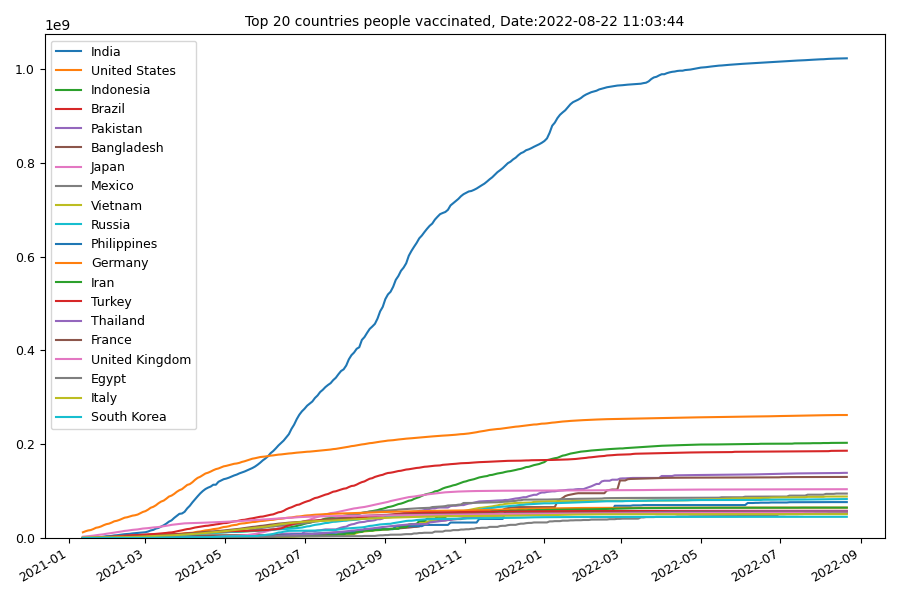 Top 20 countries people vaccinated, Date:2022-08-22 11:03:44
1e9
1.0
0.8
0.6
0.4
0.2
0.0
India
United States
Indonesia
Brazil
Pakistan
Bangladesh
Japan
Mexico
Vietnam
Russia
Philippines
Germany
Iran
Turkey
Thailand
France
United Kingdom
Egypt
Italy
South Korea
2021-01
2021-03
2021-05
2021-07
2021-09
2021-11
2022-01
2022-03
2022-05
2022-07
2022-09